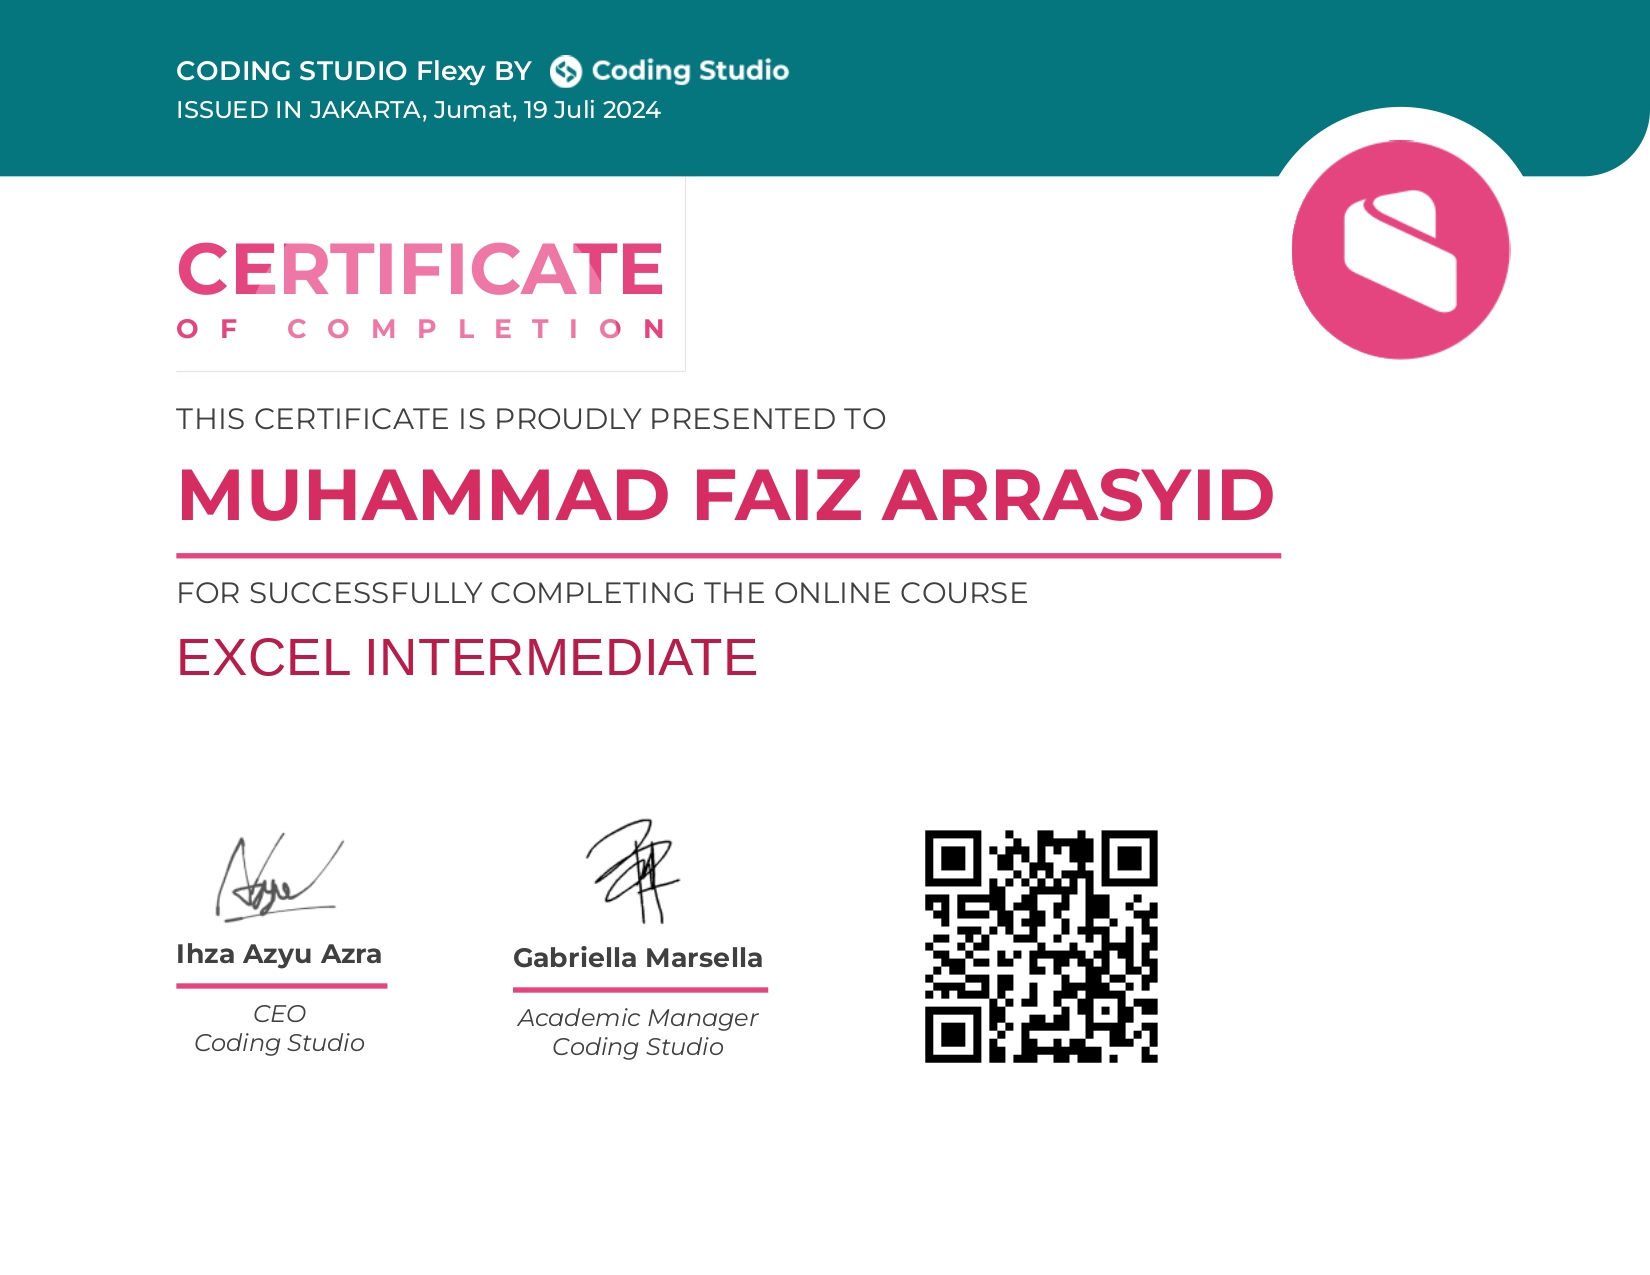 CODING STUDIO Flexy BY Coding Studio
ISSUED IN JAKARTA, Jumat, 19 Juli 2024
CERTIFICATE
OF COMPLETION
THIS CERTIFICATE IS PROUDLY PRESENTED TO
MUHAMMAD FAIZ ARRASYID
FOR SUCCESSFULLY COMPLETING THE ONLINE COURSE
EXCEL INTERMEDIATE
Ihza Azyu Azra
CEO
Coding Studio
Gabriella Marsella
Academic Manager
Coding Studio